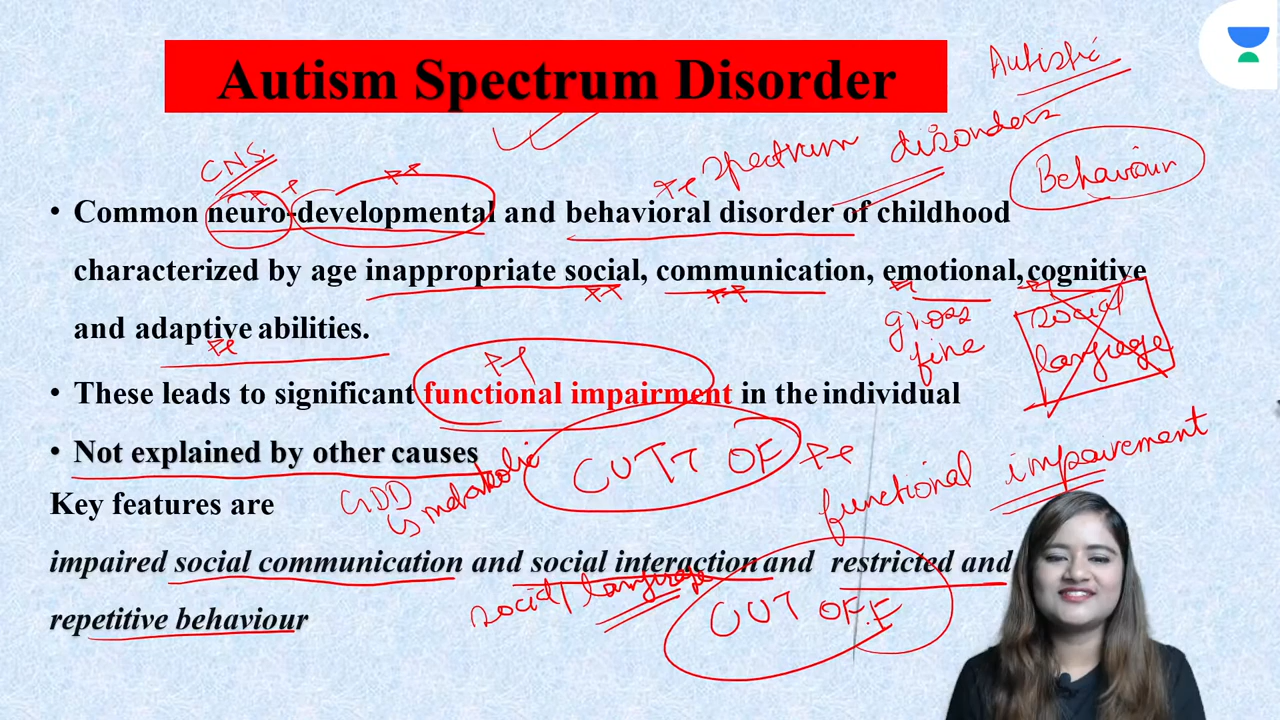 Autism Spectrum Disorder
Autistic
spectrum disorders
CNS
Behaviour
• Common neuro-developmental and behavioral disorder of childhood
characterized by age inappropriate social, communication, emotional, cognitive
and adaptive abilities.
gross
fine
social
language
• These leads to significant functional impairment in the individual
• Not explained by other causes
CUTT OF
GDD
metabolic
functional impairement
Key features are
impaired social communication and social interaction and restricted and
social / language
CUT OFF
repetitive behaviour